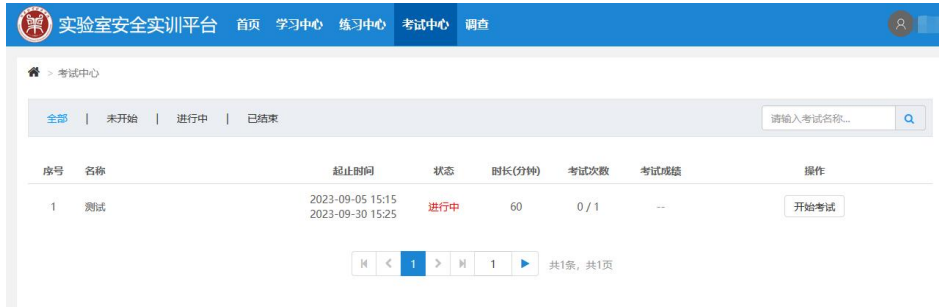 实验室安全实训平台 首页 学习中心 练习中心 考试中心 调查
> 考试中心
全部 | 未开始 | 进行中 | 已结束 请输入考试名称...
序号 名称 起止时间 状态 时长(分钟) 考试次数 考试成绩 操作
1 测试 2023-09-05 15:15 进行中 60 0 / 1 -- 开始考试
2023-09-30 15:25
1 1 共1条，共1页